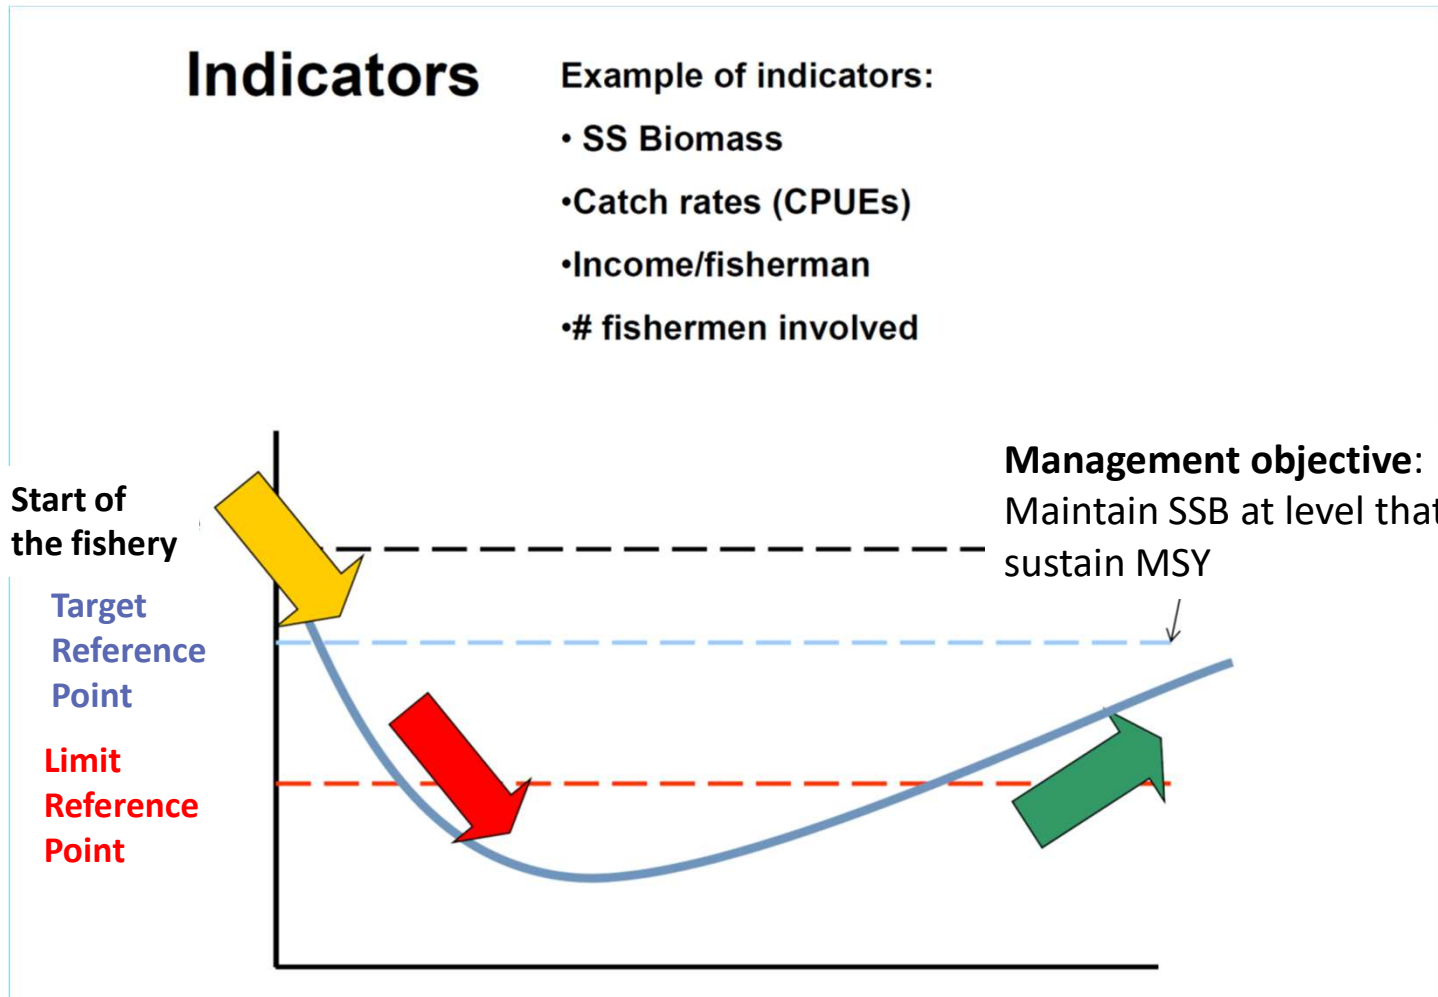 Indicators
Example of indicators:
• SS Biomass
•Catch rates (CPUEs)
•Income/fisherman
•# fishermen involved
Start of
the fishery
Target
Reference
Point
Limit
Reference
Point
Management objective:
Maintain SSB at level that
sustain MSY